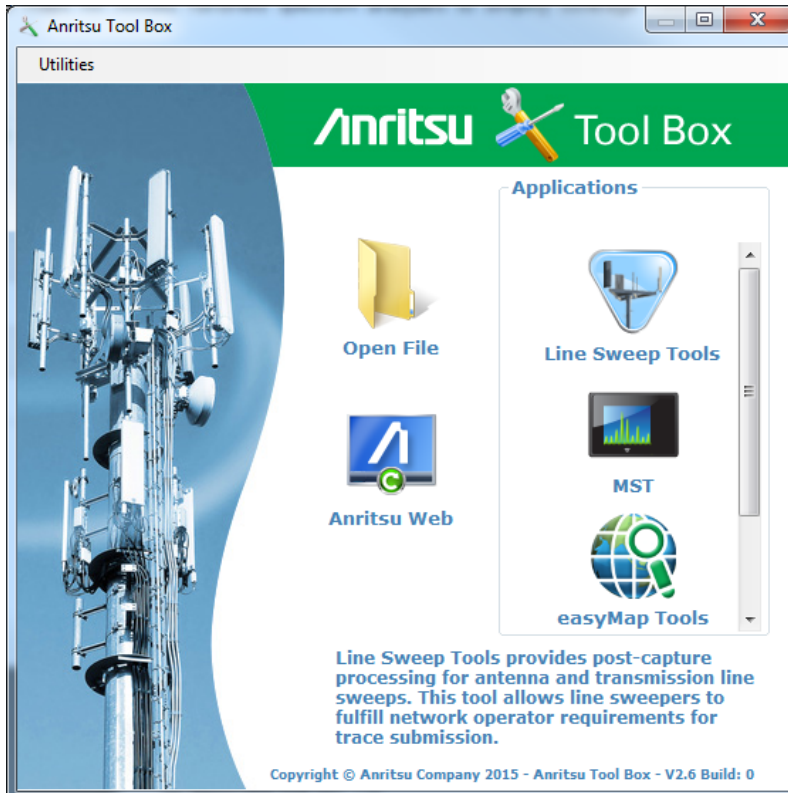 Anritsu Tool Box
Utilities
Anritsu Tool Box
Applications
Open File
Line Sweep Tools
Anritsu Web
MST
easyMap Tools
Line Sweep Tools provides post-capture
processing for antenna and transmission line
sweeps. This tool allows line sweepers to
fulfill network operator requirements for
trace submission.
Copyright © Anritsu Company 2015 - Anritsu Tool Box - V2.6 Build: 0